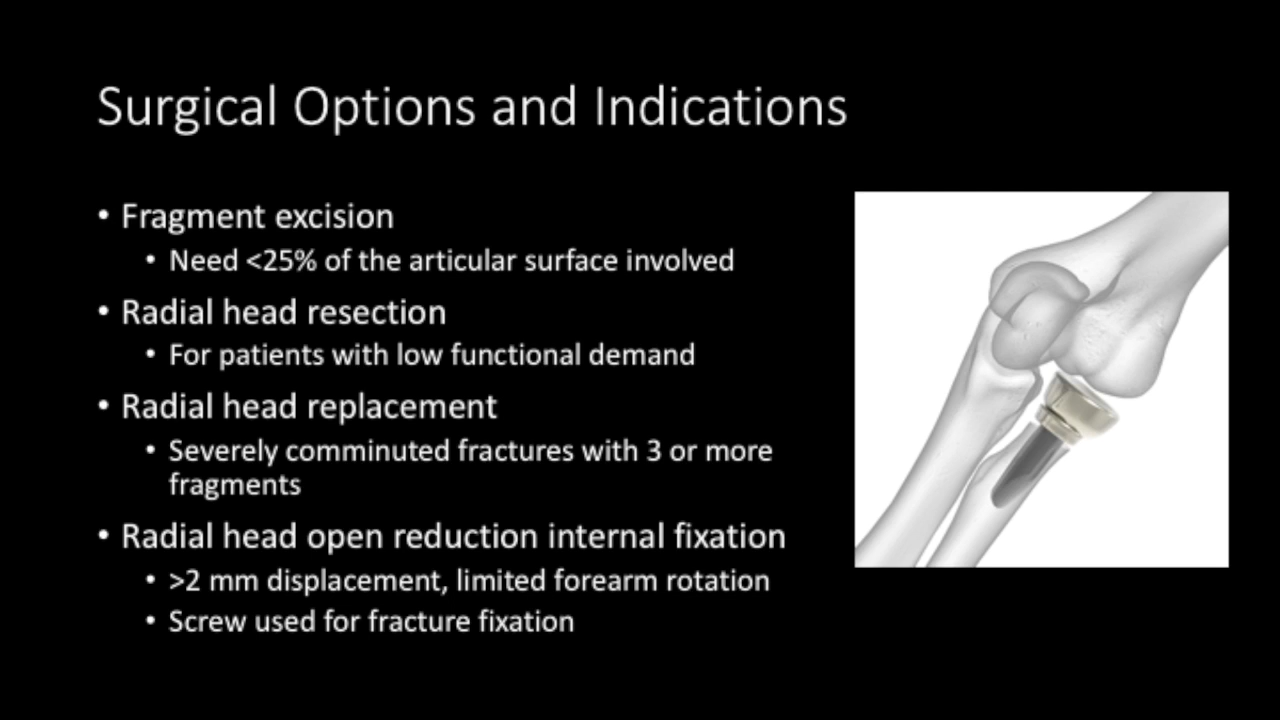 Surgical Options and Indications
• Fragment excision
• Need <25% of the articular surface involved
• Radial head resection
• For patients with low functional demand
• Radial head replacement
• Severely comminuted fractures with 3 or more
fragments
• Radial head open reduction internal fixation
• >2 mm displacement, limited forearm rotation
• Screw used for fracture fixation